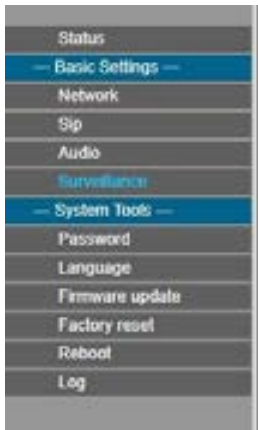 Status
— Basic Settings —
Network
Sip
Audio
Surveillance
— System Tools —
Password
Language
Firmware update
Factory reset
Reboot
Log